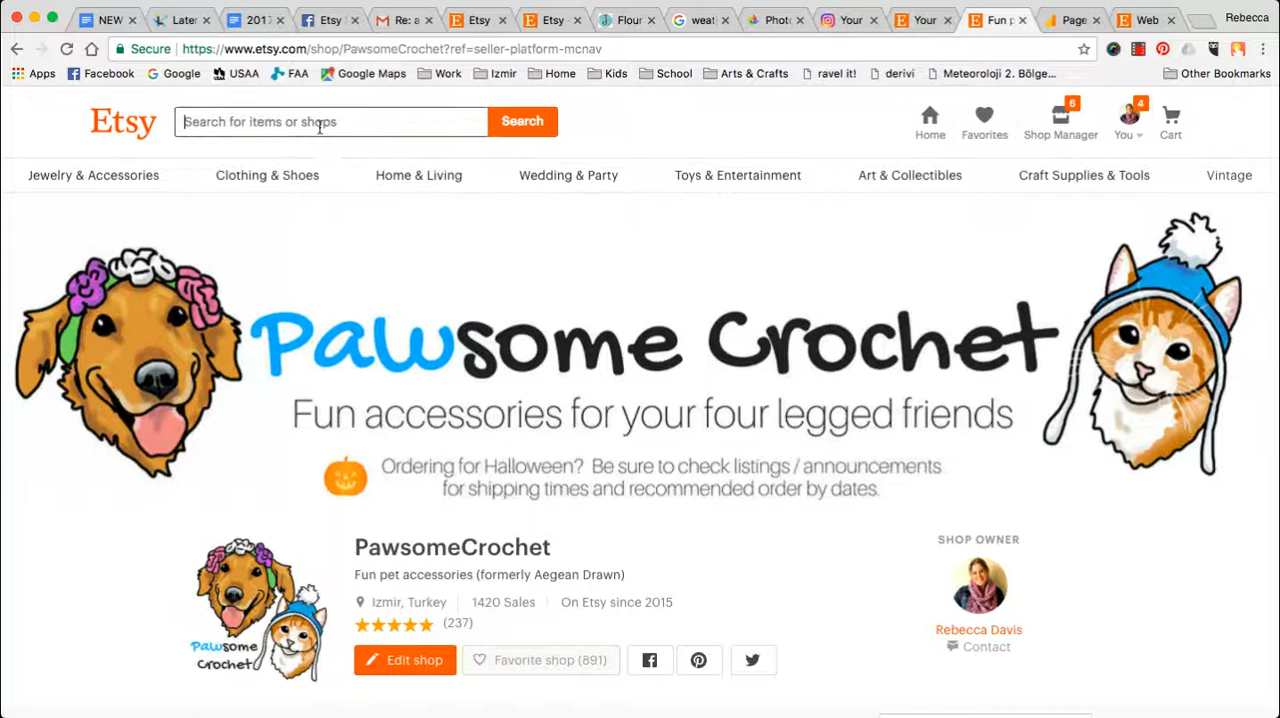 NEW
Later
2017
Etsy
Re: a
Etsy
Etsy -
Flour
weat
Phot
Your
Your
Fun p
Page
Web
Rebecca
Secure
https://www.etsy.com/shop/PawsomeCrochet?ref=seller-platform-mcnav
Apps
Facebook
Google
USAA
FAA
Google Maps
Work
Izmir
Home
Kids
School
Arts & Crafts
ravel it!
derivi
Meteoroloji 2. Bölge...
Other Bookmarks
Etsy
Search for items or shops
Search
6
4
Home
Favorites
Shop Manager
You
Cart
Jewelry & Accessories
Clothing & Shoes
Home & Living
Wedding & Party
Toys & Entertainment
Art & Collectibles
Craft Supplies & Tools
Vintage
Pawsome Crochet
Fun accessories for your four legged friends
Ordering for Halloween? Be sure to check listings / announcements
for shipping times and recommended order by dates.
Pawsome
Crochet
PawsomeCrochet
Fun pet accessories (formerly Aegean Drawn)
Izmir, Turkey
1420 Sales
On Etsy since 2015
(237)
Edit shop
Favorite shop (891)
SHOP OWNER
Rebecca Davis
Contact